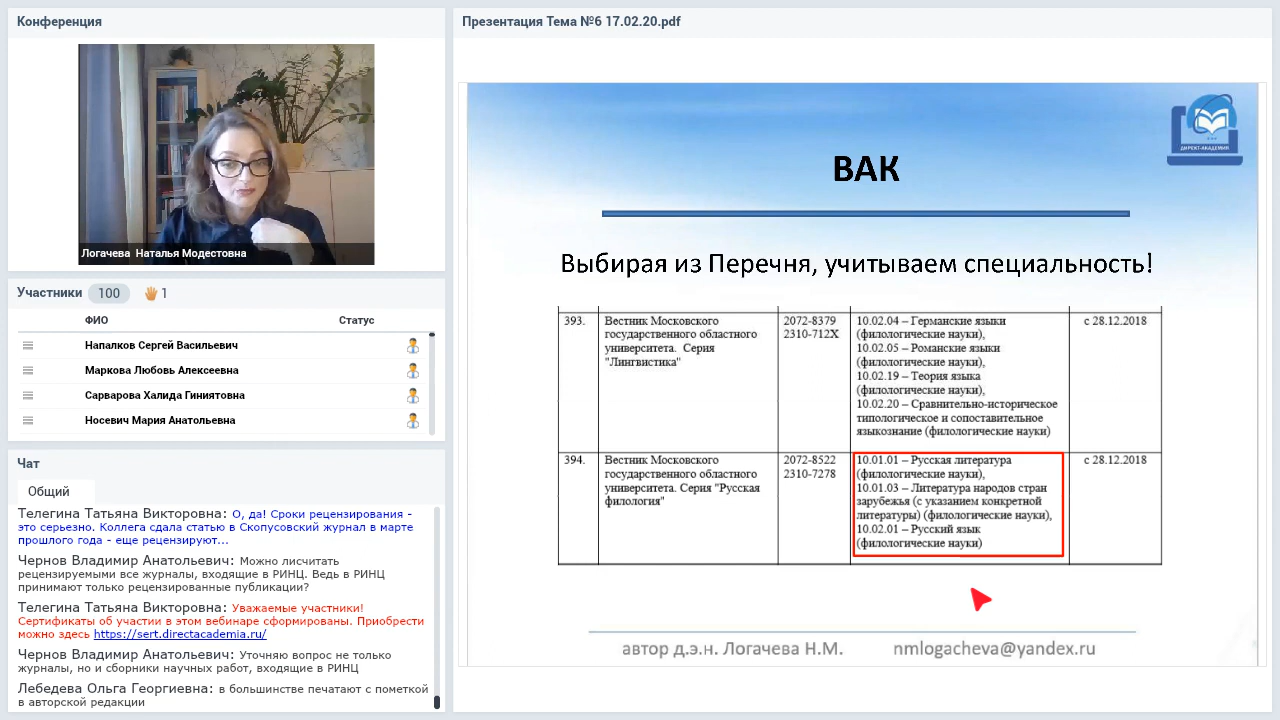 Конференция
Логачева Наталья Модестовна
Участники 100 1
ФИО Статус
Напалков Сергей Васильевич
Маркова Любовь Алексеевна
Сарварова Халида Гиниятовна
Носевич Мария Анатольевна
Чат
Общий
Телегина Татьяна Викторовна: О, да! Сроки рецензирования -
это серьезно. Коллега сдала статью в Скопусовский журнал в марте
прошлого года - еще рецензируют...
Чернов Владимир Анатольевич: Можно лисчитать
рецензируемыми все журналы, входящие в РИНЦ. Ведь в РИНЦ
принимают только рецензированные публикации?
Телегина Татьяна Викторовна: Уважаемые участники!
Сертификаты об участии в этом вебинаре сформированы. Приобрести
можно здесь https://sert.directacademia.ru/
Чернов Владимир Анатольевич: Уточняю вопрос не только
журналы, но и сборники научных работ, входящие в РИНЦ
Лебедева Ольга Георгиевна: в большинстве печатают с пометкой
в авторской редакции
Презентация Тема №6 17.02.20.pdf
ДИРЕКТ-АКАДЕМИЯ
ВАК
Выбирая из Перечня, учитываем специальность!
393.
Вестник Московского
государственного областного
университета. Серия
"Лингвистика"
2072-8379
2310-712X
10.02.04 – Германские языки
(филологические науки),
10.02.05 – Романские языки
(филологические науки),
10.02.19 – Теория языка
(филологические науки),
10.02.20 – Сравнительно-историческое
типологическое и сопоставительное
языкознание (филологические науки)
с 28.12.2018
394.
Вестник Московского
государственного областного
университета. Серия "Русская
филология"
2072-8522
2310-7278
10.01.01 – Русская литература
(филологические науки),
10.01.03 – Литература народов стран
зарубежья (с указанием конкретной
литературы) (филологические науки),
10.02.01 – Русский язык
(филологические науки)
с 28.12.2018
автор д.э.н. Логачева Н.М. nmlogacheva@yandex.ru